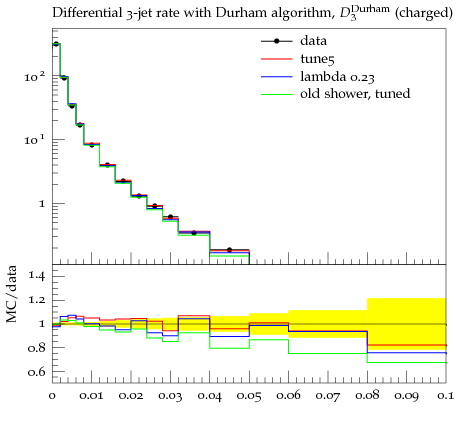 Differential 3-jet rate with Durham algorithm, D₃^Durham (charged)
data
tune5
lambda 0.23
old shower, tuned
10²
10¹
1
MC/data
1.4
1.2
1
0.8
0.6
0 0.01 0.02 0.03 0.04 0.05 0.06 0.07 0.08 0.09 0.1